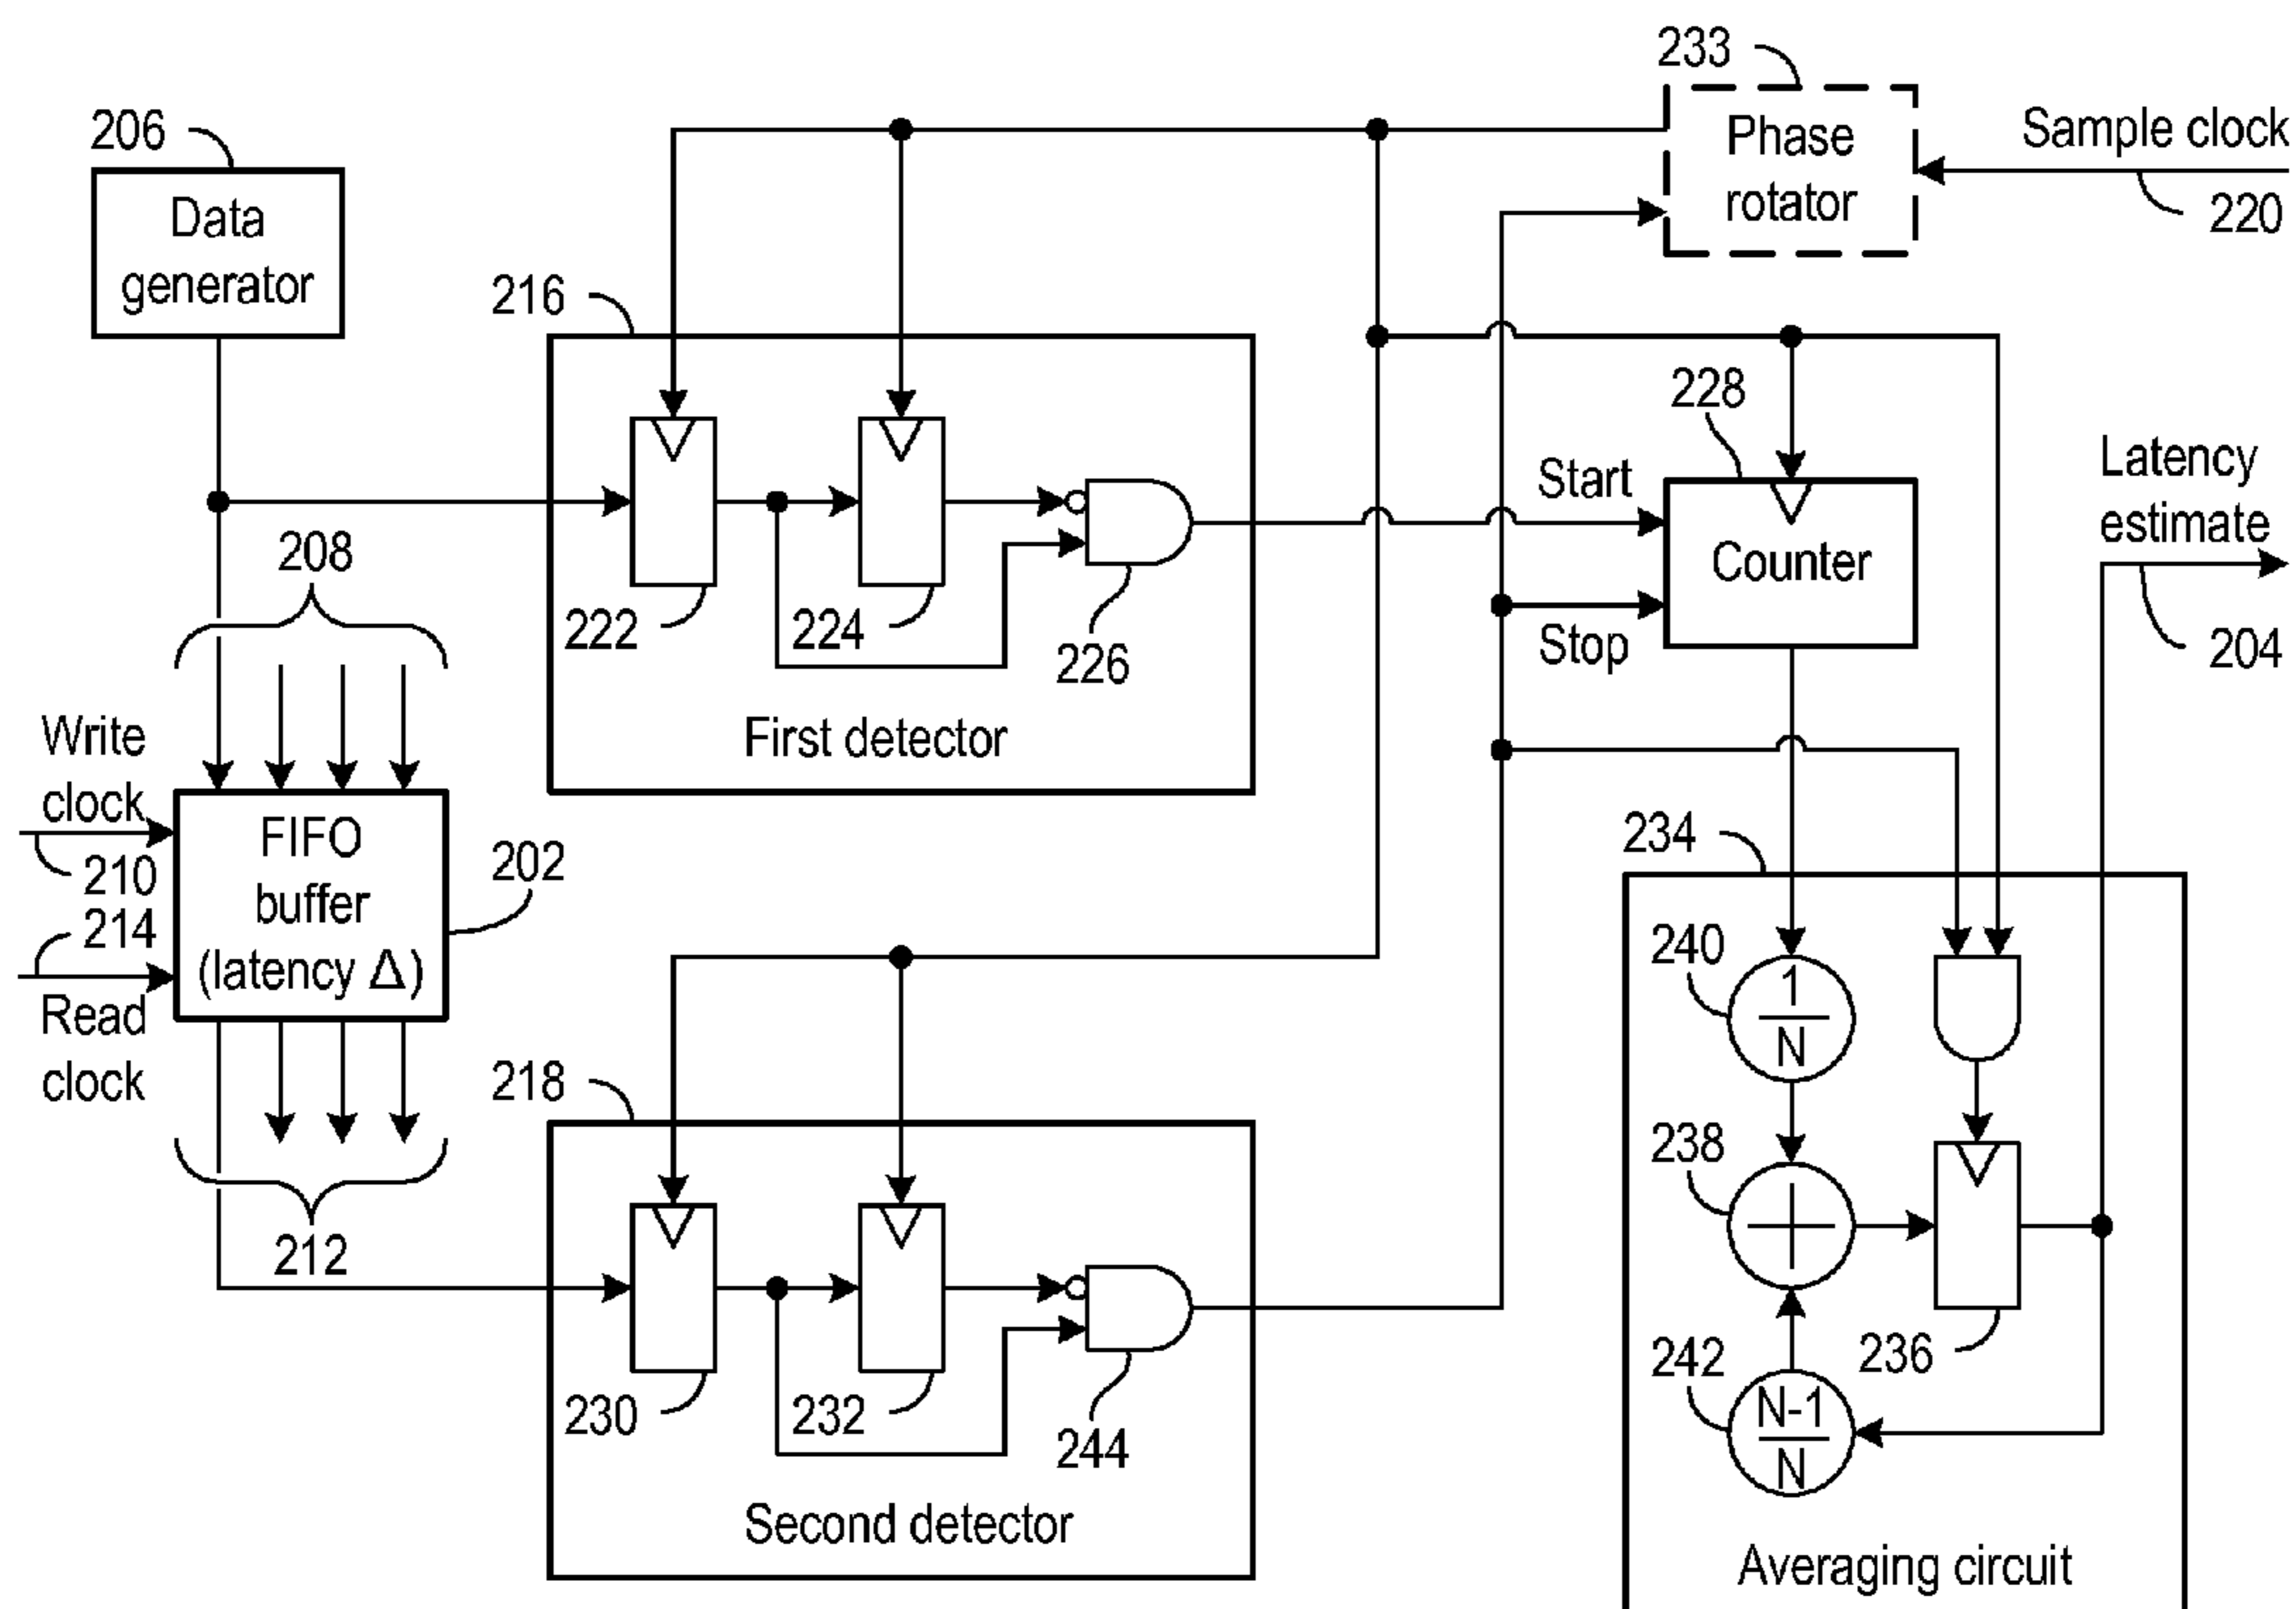 233
206
Phase
rotator
Sample clock
220
Data
generator
216
228
208
Start
Latency
estimate
222
224
226
Counter
Stop
204
Write
clock
210
First detector
FIFO
buffer
(latency Δ)
202
234
214
Read
clock
240
1
N
218
238
212
236
242
N-1
N
230
232
244
Second detector
Averaging circuit